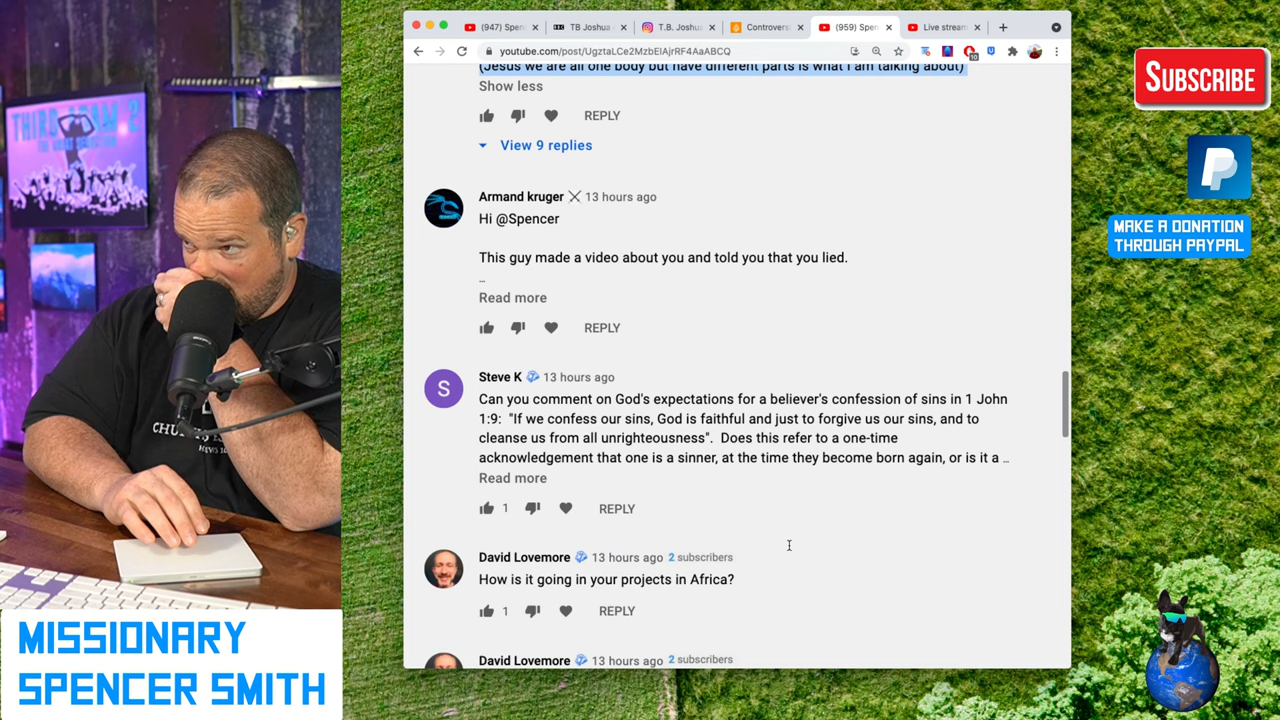 (947) Spenc
TB Joshua -
T.B. Joshua
Controvers
(959) Spen
Live stream
youtube.com/post/UgztaLCe2MzbElAjrRF4AaABCQ
10
(Jesus we are all one body but have different parts is what I am talking about)
Show less
REPLY
View 9 replies
Armand kruger 13 hours ago
Hi @Spencer
This guy made a video about you and told you that you lied.
...
Read more
REPLY
S
Steve K 13 hours ago
Can you comment on God's expectations for a believer's confession of sins in 1 John
1:9: "If we confess our sins, God is faithful and just to forgive us our sins, and to
cleanse us from all unrighteousness". Does this refer to a one-time
acknowledgement that one is a sinner, at the time they become born again, or is it a ...
Read more
1 REPLY
David Lovemore 13 hours ago 2 subscribers
How is it going in your projects in Africa?
1 REPLY
David Lovemore 13 hours ago 2 subscribers
THIRD ADAM 2
MISSIONARY
SPENCER SMITH
SUBSCRIBE
MAKE A DONATION
THROUGH PAYPAL